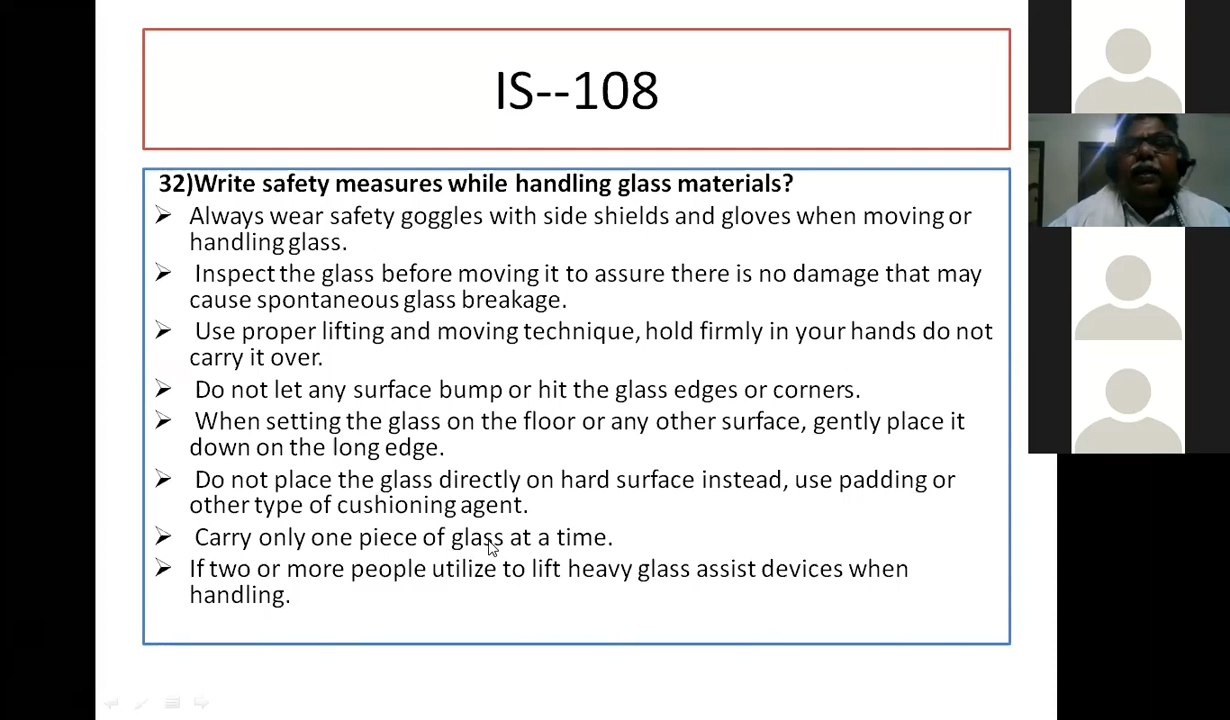 IS--108
32)Write safety measures while handling glass materials?
Always wear safety goggles with side shields and gloves when moving or
handling glass.
Inspect the glass before moving it to assure there is no damage that may
cause spontaneous glass breakage.
Use proper lifting and moving technique, hold firmly in your hands do not
carry it over.
Do not let any surface bump or hit the glass edges or corners.
When setting the glass on the floor or any other surface, gently place it
down on the long edge.
Do not place the glass directly on hard surface instead, use padding or
other type of cushioning agent.
Carry only one piece of glass at a time.
If two or more people utilize to lift heavy glass assist devices when
handling.